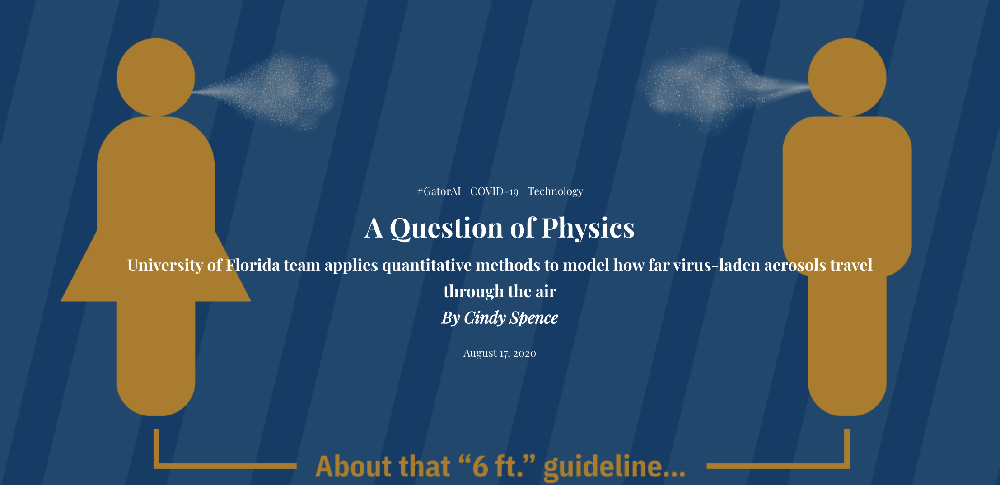 #GatorAI COVID-19 Technology
A Question of Physics
University of Florida team applies quantitative methods to model how far virus-laden aerosols travel
through the air
By Cindy Spence
August 17, 2020
About that “6 ft.” guideline...